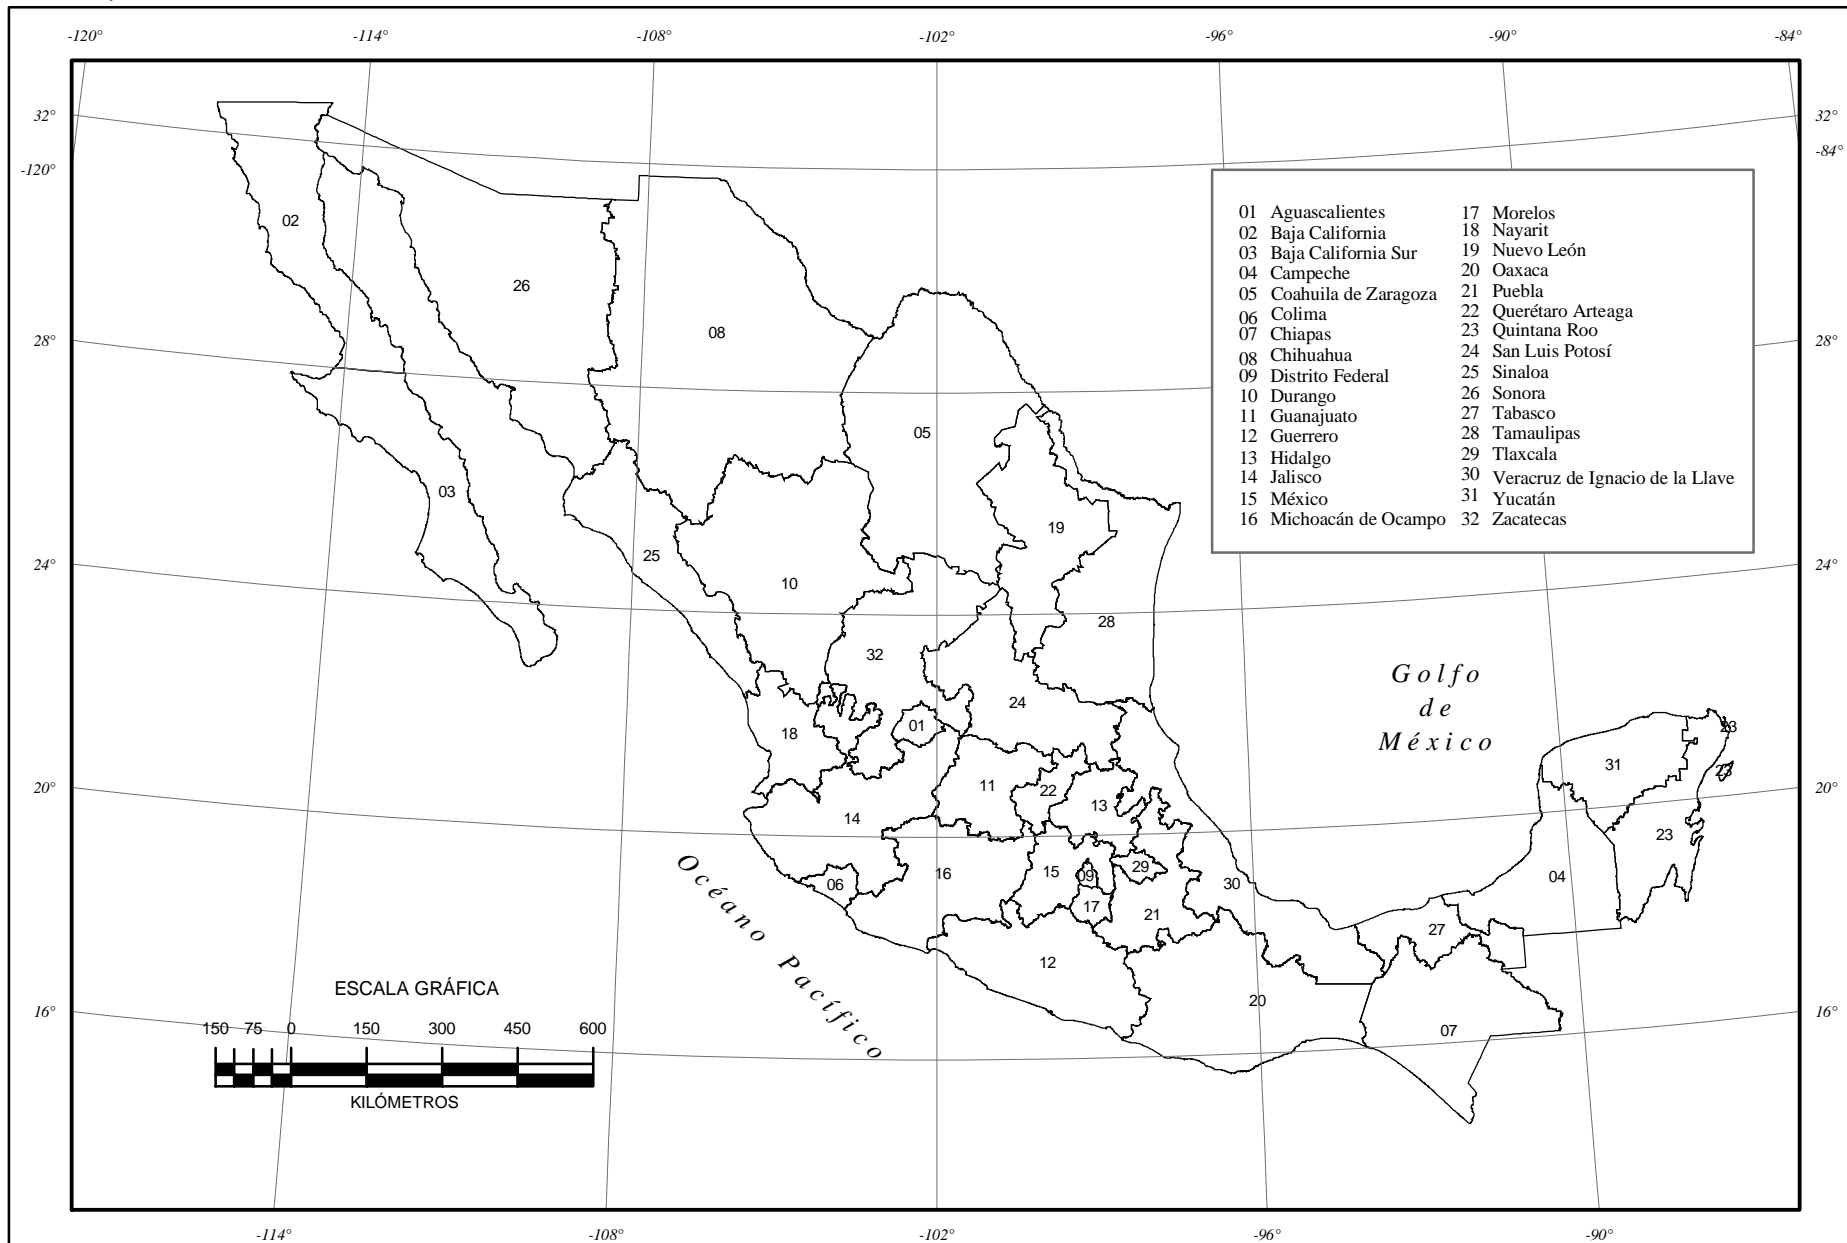 -120° -114° -108° -102° -96° -90° -84°
32° 32°
-120° -84°
28° 28°
24° 24°
20° 20°
16° 16°
-114° -108° -102° -96° -90°
01 Aguascalientes
02 Baja California
03 Baja California Sur
04 Campeche
05 Coahuila de Zaragoza
06 Colima
07 Chiapas
08 Chihuahua
09 Distrito Federal
10 Durango
11 Guanajuato
12 Guerrero
13 Hidalgo
14 Jalisco
15 México
16 Michoacán de Ocampo
17 Morelos
18 Nayarit
19 Nuevo León
20 Oaxaca
21 Puebla
22 Querétaro Arteaga
23 Quintana Roo
24 San Luis Potosí
25 Sinaloa
26 Sonora
27 Tabasco
28 Tamaulipas
29 Tlaxcala
30 Veracruz de Ignacio de la Llave
31 Yucatán
32 Zacatecas
02
26
08
05
03
19
25
10
28
32
24
01
18
23
31
23
11
22
13
14
23
29
15
09
16
06
30
04
17
21
27
12
20
07
Golfo
de
México
Océano Pacífico
ESCALA GRÁFICA
150 75 0 150 300 450 600
KILÓMETROS